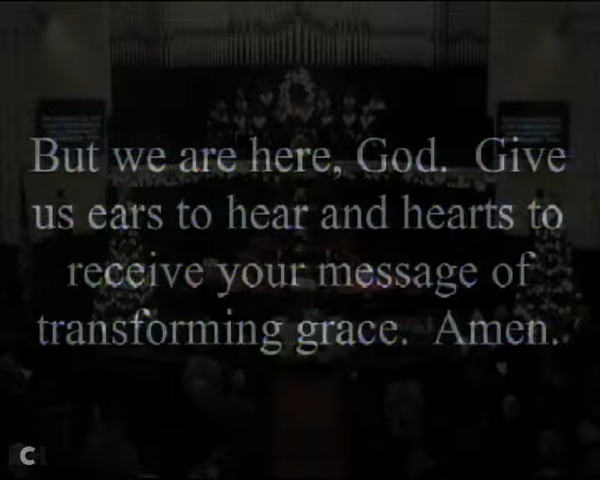 But we are here, God.  Give
us ears to hear and hearts to
receive your message of
transforming grace.  Amen.
C